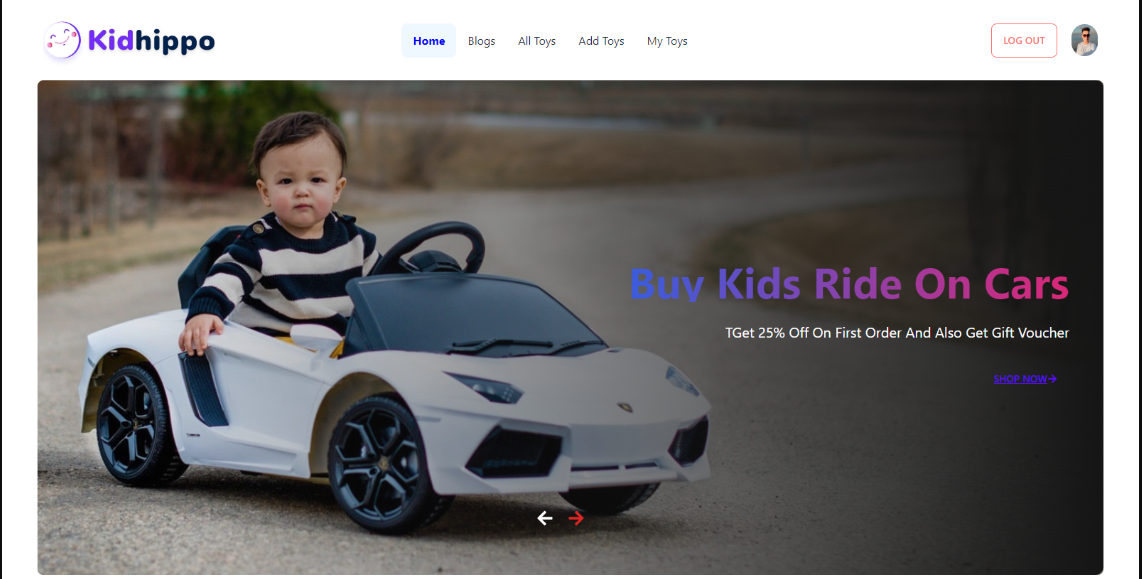 Kidhippo
Home Blogs All Toys Add Toys My Toys
LOG OUT
Buy Kids Ride On Cars
TGet 25% Off On First Order And Also Get Gift Voucher
SHOP NOW